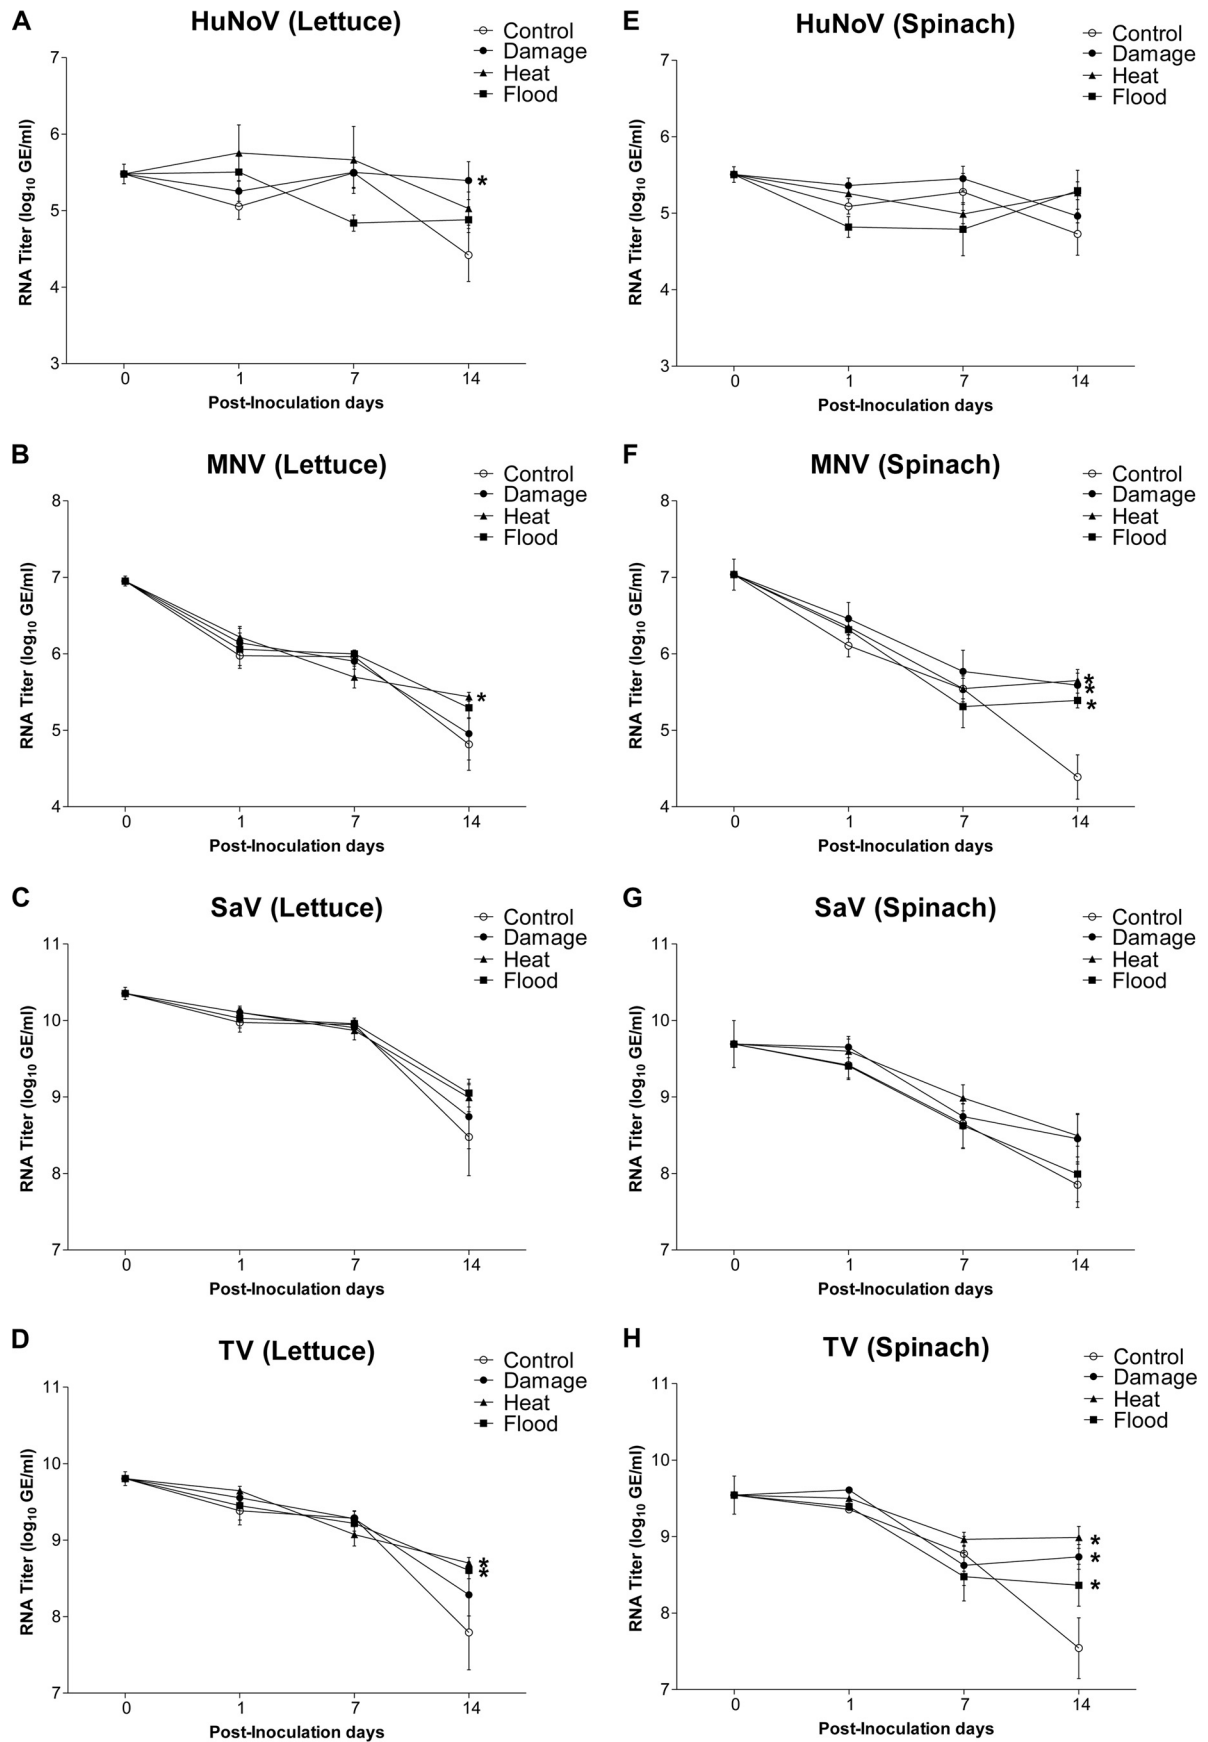 A
HuNoV (Lettuce)
Control
Damage
Heat
Flood
7
6
5
4
3
RNA Titer (log10 GE/ml)
*
0 1 7 14
Post-Inoculation days
E
HuNoV (Spinach)
Control
Damage
Heat
Flood
7
6
5
4
3
RNA Titer (log10 GE/ml)
0 1 7 14
Post-Inoculation days
B
MNV (Lettuce)
Control
Damage
Heat
Flood
8
7
6
5
4
RNA Titer (log10 GE/ml)
*
0 1 7 14
Post-Inoculation days
F
MNV (Spinach)
Control
Damage
Heat
Flood
8
7
6
5
4
RNA Titer (log10 GE/ml)
*
*
*
0 1 7 14
Post-Inoculation days
C
SaV (Lettuce)
Control
Damage
Heat
Flood
11
10
9
8
7
RNA Titer (log10 GE/ml)
0 1 7 14
Post-Inoculation days
G
SaV (Spinach)
Control
Damage
Heat
Flood
11
10
9
8
7
RNA Titer (log10 GE/ml)
0 1 7 14
Post-Inoculation days
D
TV (Lettuce)
Control
Damage
Heat
Flood
11
10
9
8
7
RNA Titer (log10 GE/ml)
*
*
0 1 7 14
Post-Inoculation days
H
TV (Spinach)
Control
Damage
Heat
Flood
11
10
9
8
7
RNA Titer (log10 GE/ml)
*
*
*
0 1 7 14
Post-Inoculation days